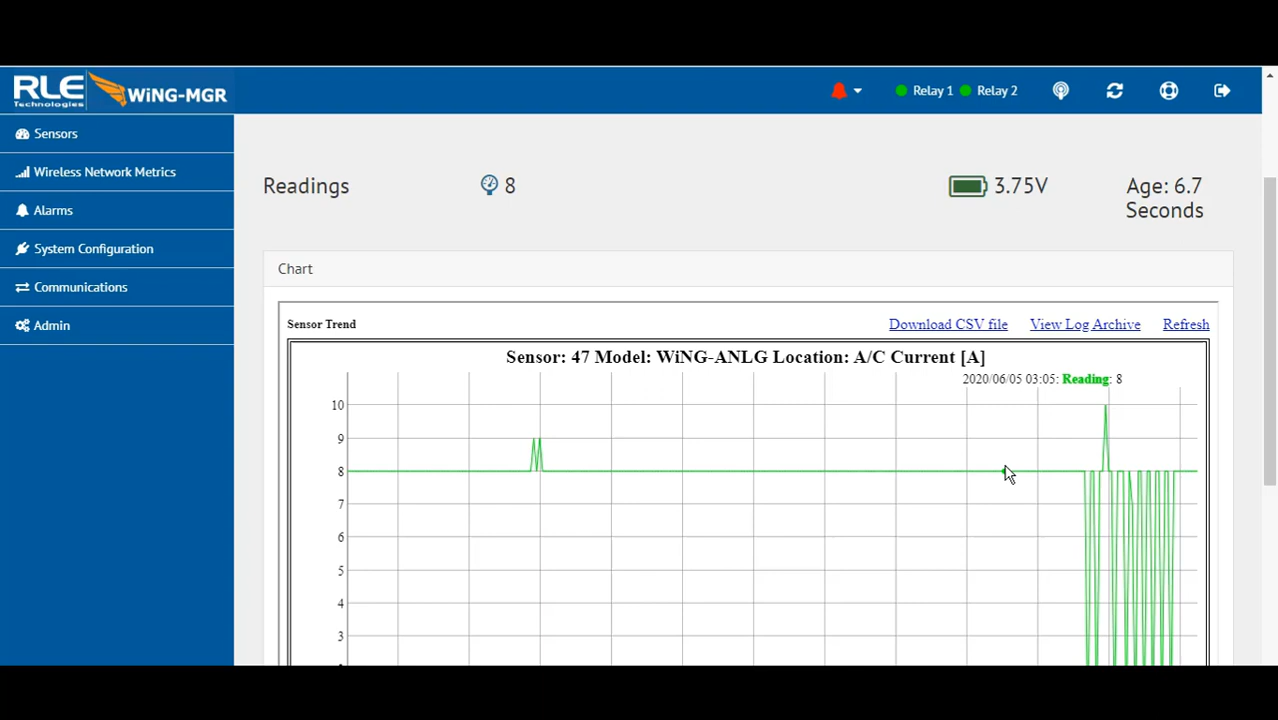 RLE
Technologies
WiNG-MGR
Relay 1
Relay 2
Sensors
Wireless Network Metrics
Alarms
System Configuration
Communications
Admin
Readings
8
3.75V
Age: 6.7
Seconds
Chart
Sensor Trend
Download CSV file
View Log Archive
Refresh
Sensor: 47 Model: WiNG-ANLG Location: A/C Current [A]
2020/06/05 03:05: Reading: 8
10
9
8
7
6
5
4
3